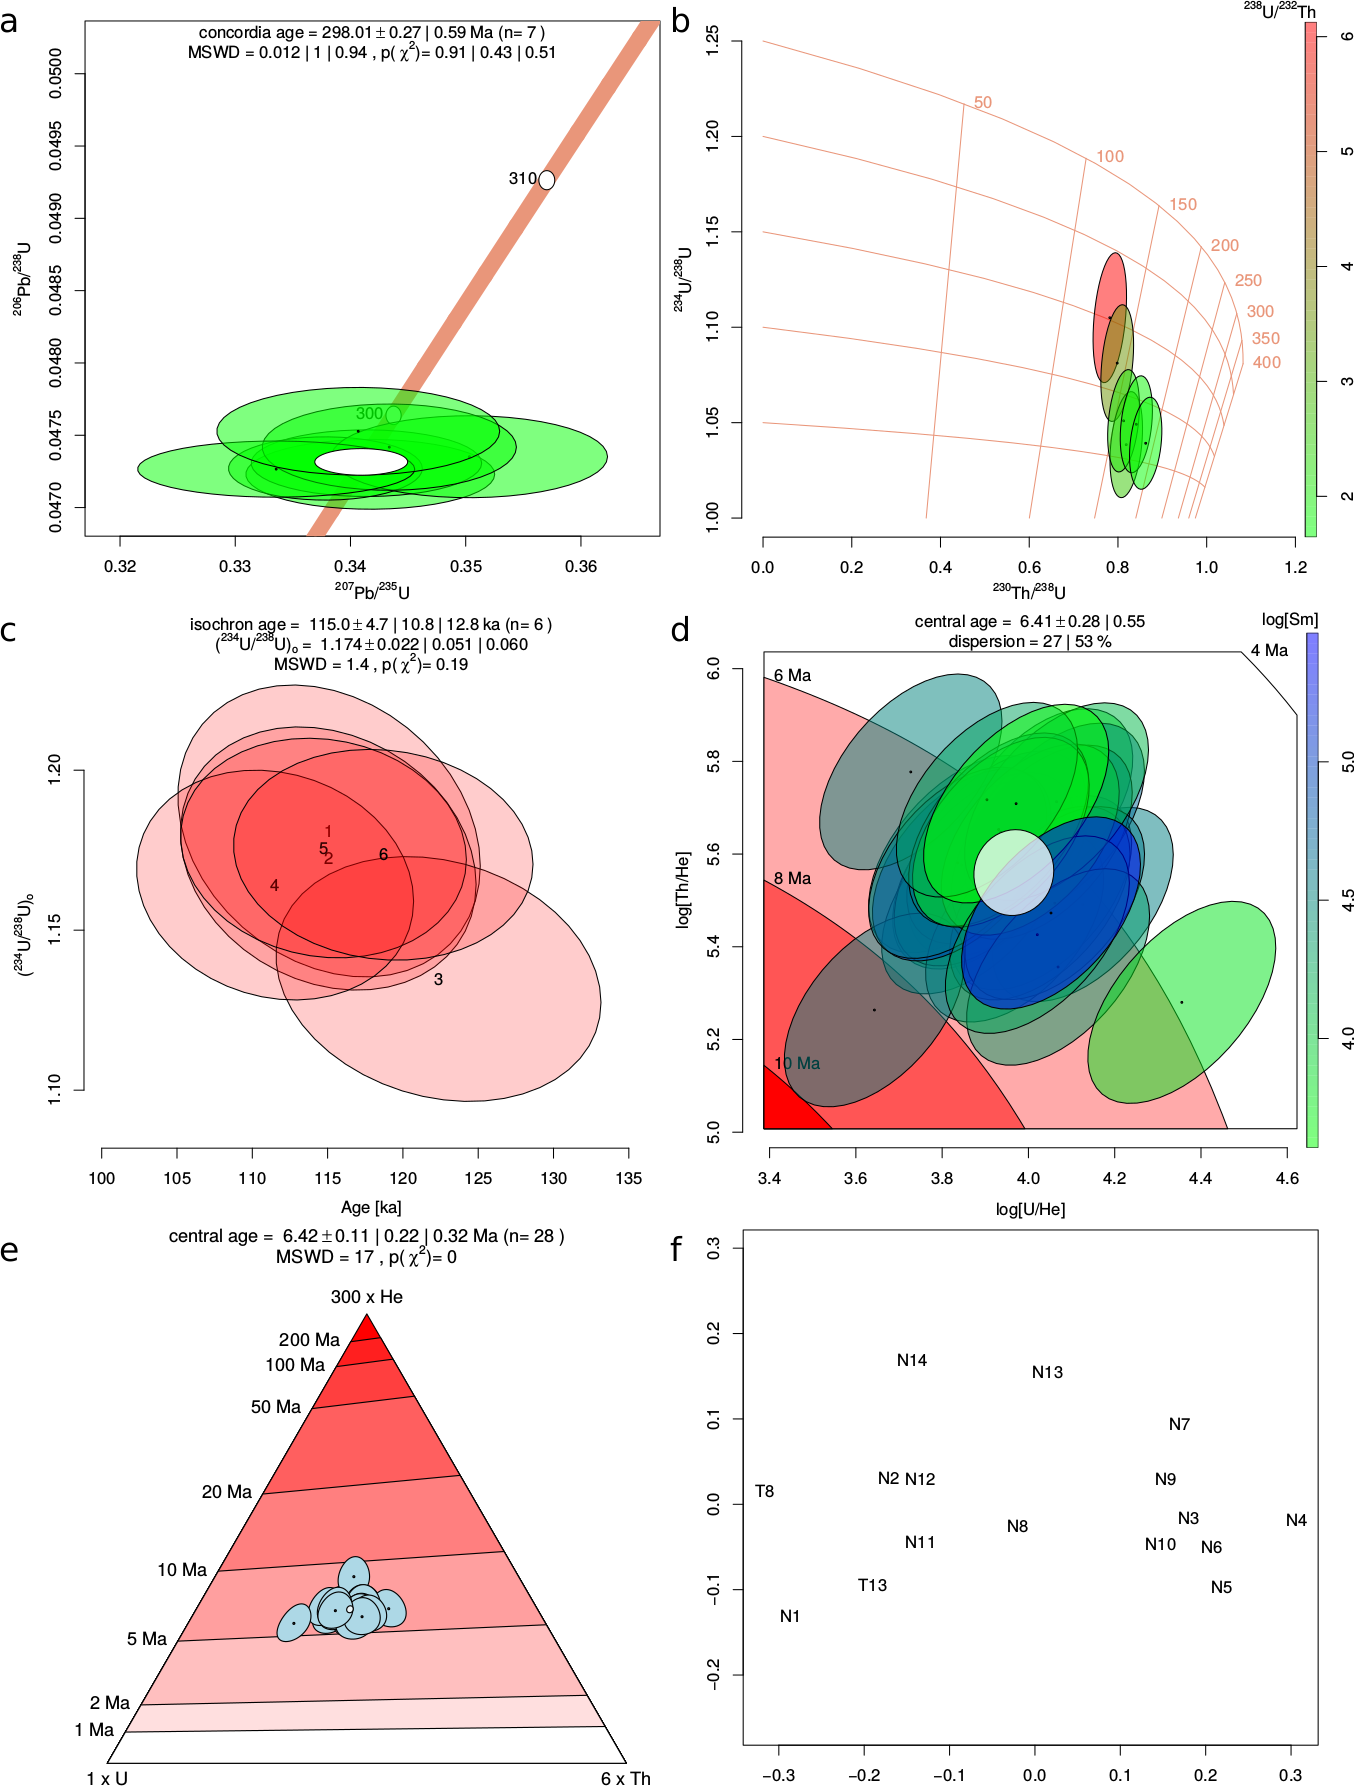 a
concordia age = 298.01 ± 0.27 | 0.59 Ma (n= 7 )
MSWD = 0.012 | 1 | 0.94 , p( χ²)= 0.91 | 0.43 | 0.51
0.0500
0.0495
0.0490
0.0485
0.0480
0.0475
0.0470
²⁰⁶Pb/²³⁸U
310
300
0.32 0.33 0.34 0.35 0.36
²⁰⁷Pb/²³⁵U
b
²³⁸U/²³²Th
1.25
1.20
1.15
1.10
1.05
1.00
²³⁴U/²³⁸U
50
100
150
200
250
300
350
400
6
5
4
3
2
0.0 0.2 0.4 0.6 0.8 1.0 1.2
²³⁰Th/²³⁸U
c
isochron age = 115.0 ± 4.7 | 10.8 | 12.8 ka (n= 6 )
(²³⁴U/²³⁸U)ₒ = 1.174 ± 0.022 | 0.051 | 0.060
MSWD = 1.4 , p( χ²)= 0.19
1.20
1.15
1.10
(²³⁴U/²³⁸U)ₒ
1
5
2
6
4
3
100 105 110 115 120 125 130 135
Age [ka]
d
central age = 6.41 ± 0.28 | 0.55
dispersion = 27 | 53 %
log[Sm]
4 Ma
6 Ma
8 Ma
10 Ma
6.0
5.8
5.6
5.4
5.2
5.0
log[Th/He]
5.0
4.5
4.0
3.4 3.6 3.8 4.0 4.2 4.4 4.6
log[U/He]
e
central age = 6.42 ± 0.11 | 0.22 | 0.32 Ma (n= 28 )
MSWD = 17 , p( χ²)= 0
300 x He
200 Ma
100 Ma
50 Ma
20 Ma
10 Ma
5 Ma
2 Ma
1 Ma
1 x U 6 x Th
f
0.3
0.2
0.1
0.0
−0.1
−0.2
N14
N13
N7
N2 N12
N9
T8
N3
N4
N8
N11
N10
N6
T13
N5
N1
−0.3 −0.2 −0.1 0.0 0.1 0.2 0.3